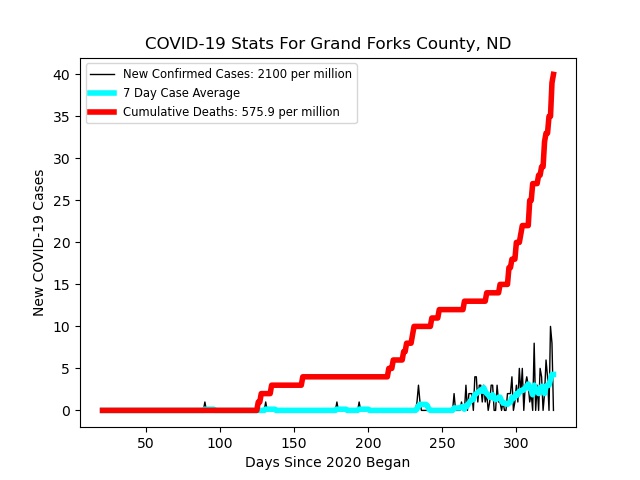 COVID-19 Stats For Grand Forks County, ND
New Confirmed Cases: 2100 per million
7 Day Case Average
Cumulative Deaths: 575.9 per million
New COVID-19 Cases
40
35
30
25
20
15
10
5
0
50 100 150 200 250 300
Days Since 2020 Began